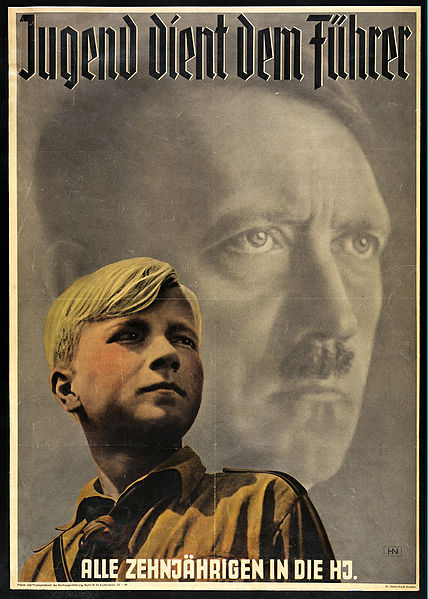 Jugend dient dem Führer
HN
ALLE ZEHNJÄHRIGEN IN DIE HJ.